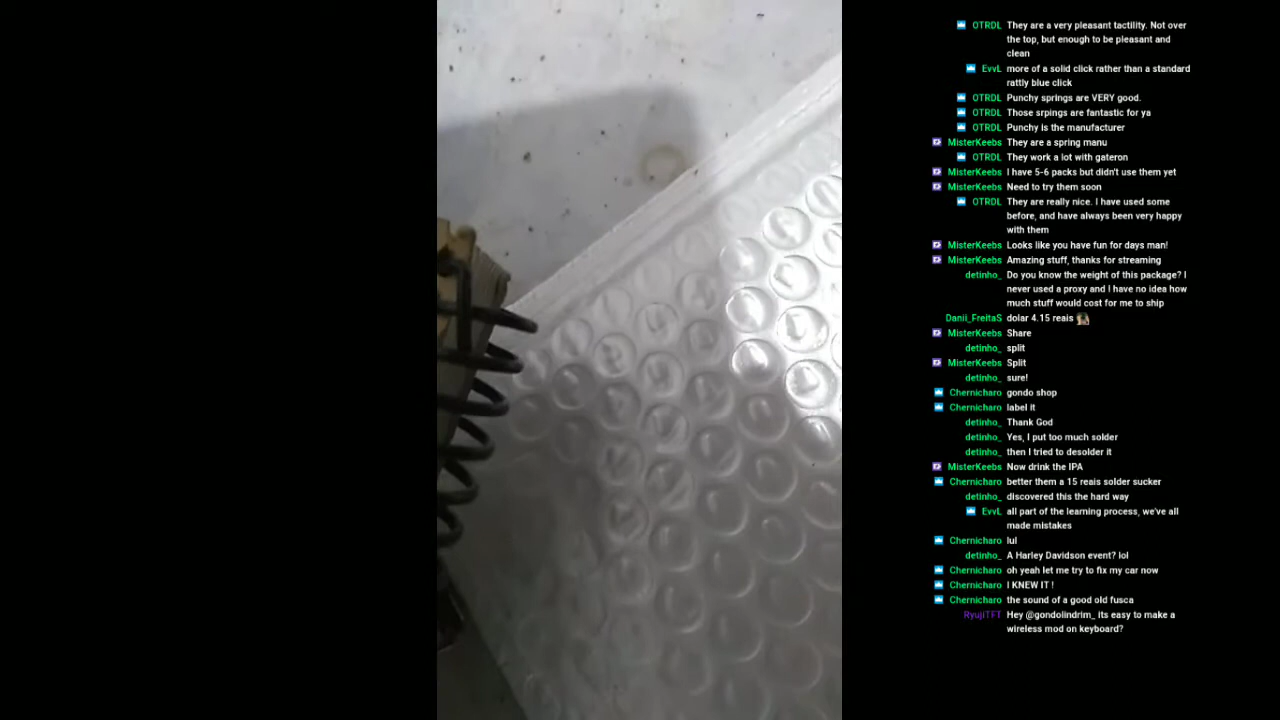 OTRDL They are a very pleasant tactility. Not over
the top, but enough to be pleasant and
clean
EvvL more of a solid click rather than a standard
rattly blue click
OTRDL Punchy springs are VERY good.
OTRDL Those srpings are fantastic for ya
OTRDL Punchy is the manufacturer
MisterKeebs They are a spring manu
OTRDL They work a lot with gateron
MisterKeebs I have 5-6 packs but didn't use them yet
MisterKeebs Need to try them soon
OTRDL They are really nice. I have used some
before, and have always been very happy
with them
MisterKeebs Looks like you have fun for days man!
MisterKeebs Amazing stuff, thanks for streaming
detinho_ Do you know the weight of this package? I
never used a proxy and I have no idea how
much stuff would cost for me to ship
Danii_FreitaS dolar 4.15 reais
MisterKeebs Share
detinho_ split
MisterKeebs Split
detinho_ sure!
Chernicharo gondo shop
Chernicharo label it
detinho_ Thank God
detinho_ Yes, I put too much solder
detinho_ then I tried to desolder it
MisterKeebs Now drink the IPA
Chernicharo better them a 15 reais solder sucker
detinho_ discovered this the hard way
EvvL all part of the learning process, we've all
made mistakes
Chernicharo lul
detinho_ A Harley Davidson event? lol
Chernicharo oh yeah let me try to fix my car now
Chernicharo I KNEW IT !
Chernicharo the sound of a good old fusca
RyujiTFT Hey @gondolindrim_ its easy to make a
wireless mod on keyboard?